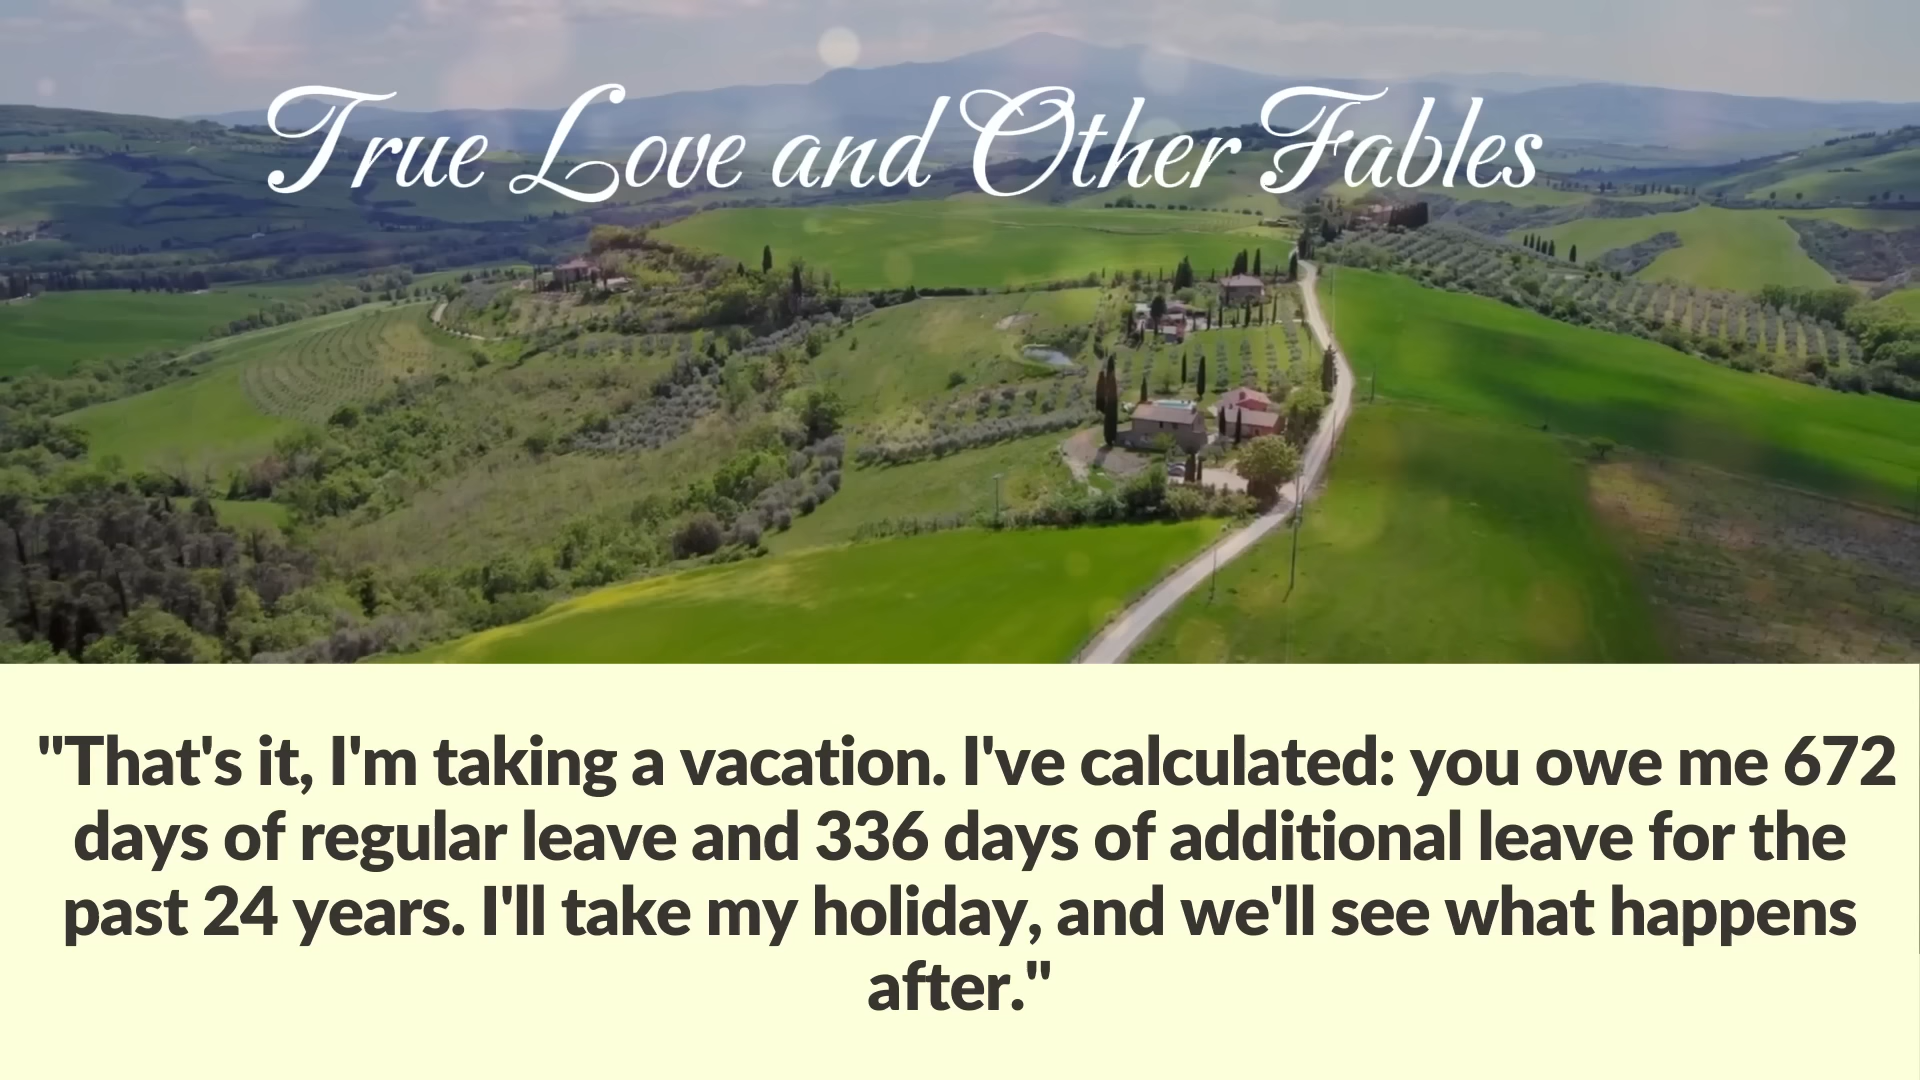 True Love and Other Fables
"That's it, I'm taking a vacation. I've calculated: you owe me 672
days of regular leave and 336 days of additional leave for the
past 24 years. I'll take my holiday, and we'll see what happens
after."